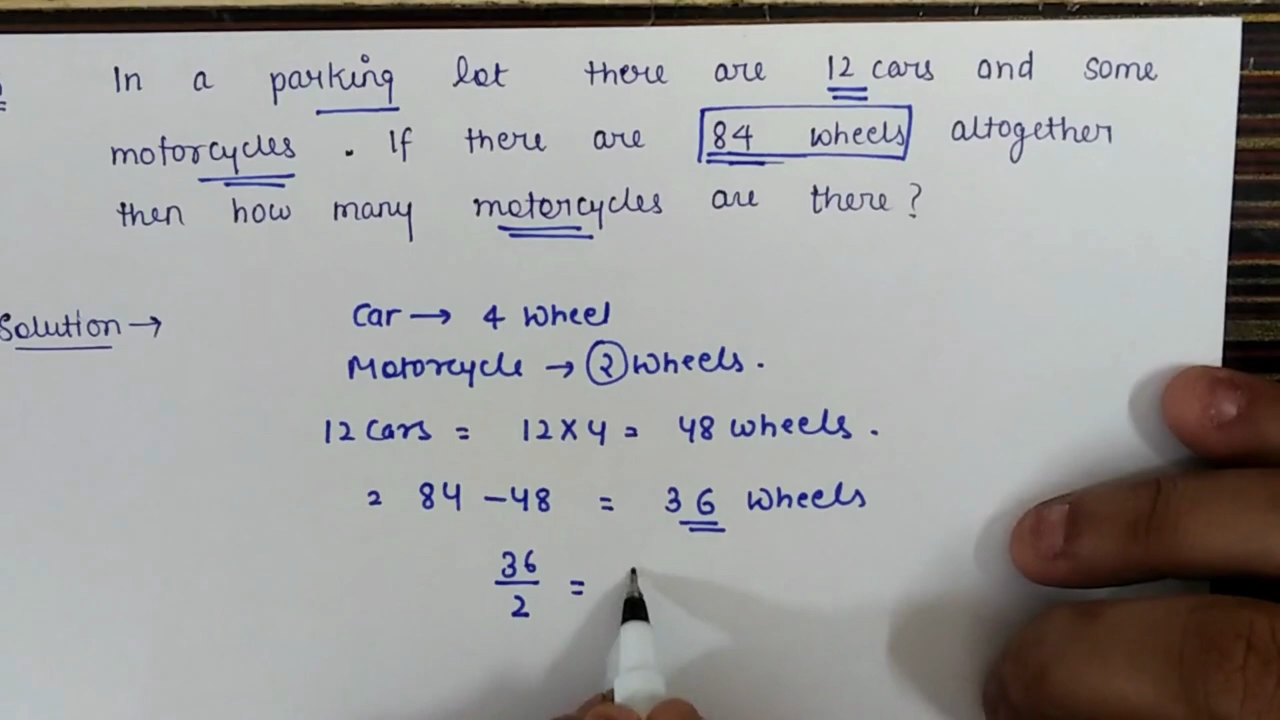 In a parking lot there are 12 cars and some
motorcycles . If there are 84 wheels altogether
then how many motorcycles are there ?
Solution →
Car → 4 wheel
Motorcycle → 2 wheels .
12 Cars = 12 × 4 = 48 wheels .
= 84 - 48 = 36 wheels
36
2 =